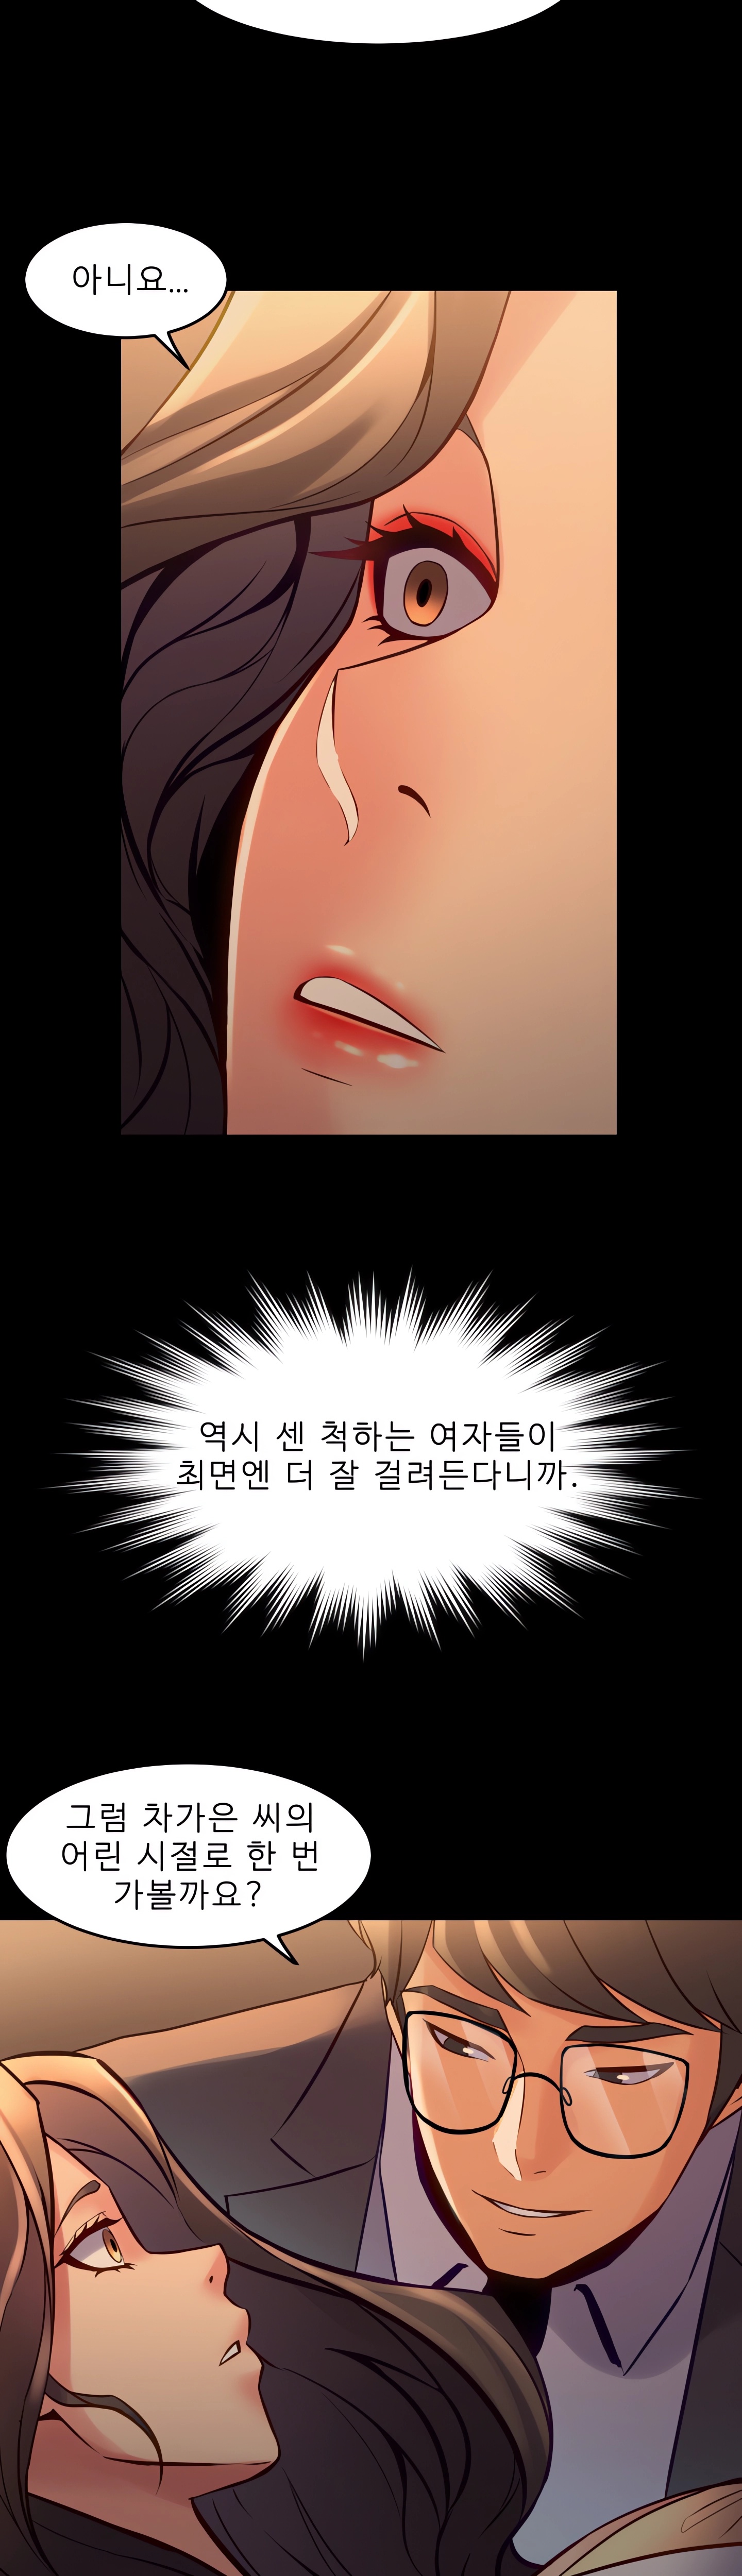 아니요...
역시 센 척하는 여자들이
최면엔 더 잘 걸려든다니까.
그럼 차가은 씨의
어린 시절로 한 번
가볼까요?